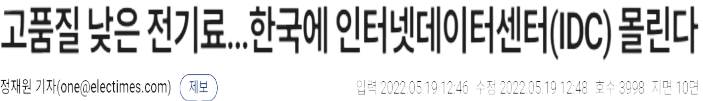 고품질 낮은 전기료...한국에 인터넷데이터센터(IDC) 몰린다
정재원 기자(one@electimes.com) 제보 입력 2022.05.19 12:46 수정 2022.05.19 12:48 호수 3998 지면 10면